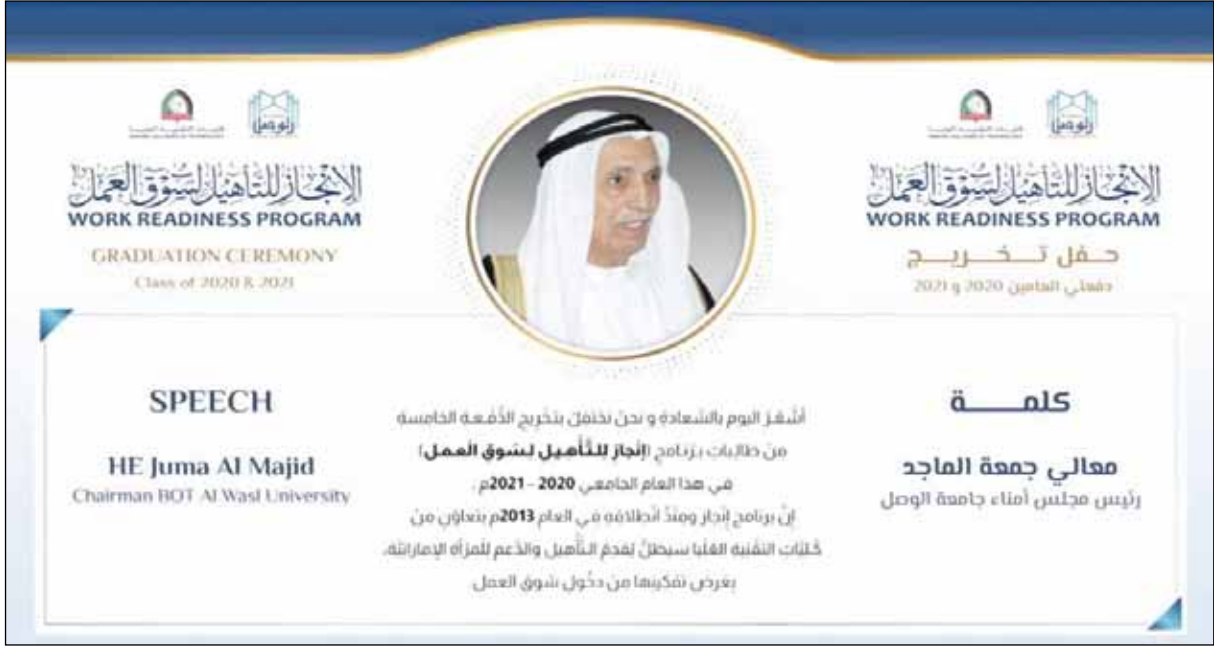 الإنجاز للتأهيل لسوق العمل
WORK READINESS PROGRAM
GRADUATION CEREMONY
Class of 2020 & 2021
الإنجاز للتأهيل لسوق العمل
WORK READINESS PROGRAM
حفل تخريج
دفعتي العامين 2020 و 2021
SPEECH
HE Juma Al Majid
Chairman BOT Al Wasl University
أشعر اليوم بالسعادة و نحن نحتفل بتخريج الدفعة الخامسة
من طالبات برنامج (إنجاز للتأهيل لسوق العمل)
في هذا العام الجامعي 2020 - 2021م .
إن برنامج إنجاز ومنذ انطلاقه في العام 2013م بتعاون من
كليات التقنية العليا سيظل يقدم التأهيل والدعم للمرأة الإماراتية،
بغرض تمكينها من دخول سوق العمل.
كلمة
معالي جمعة الماجد
رئيس مجلس أمناء جامعة الوصل